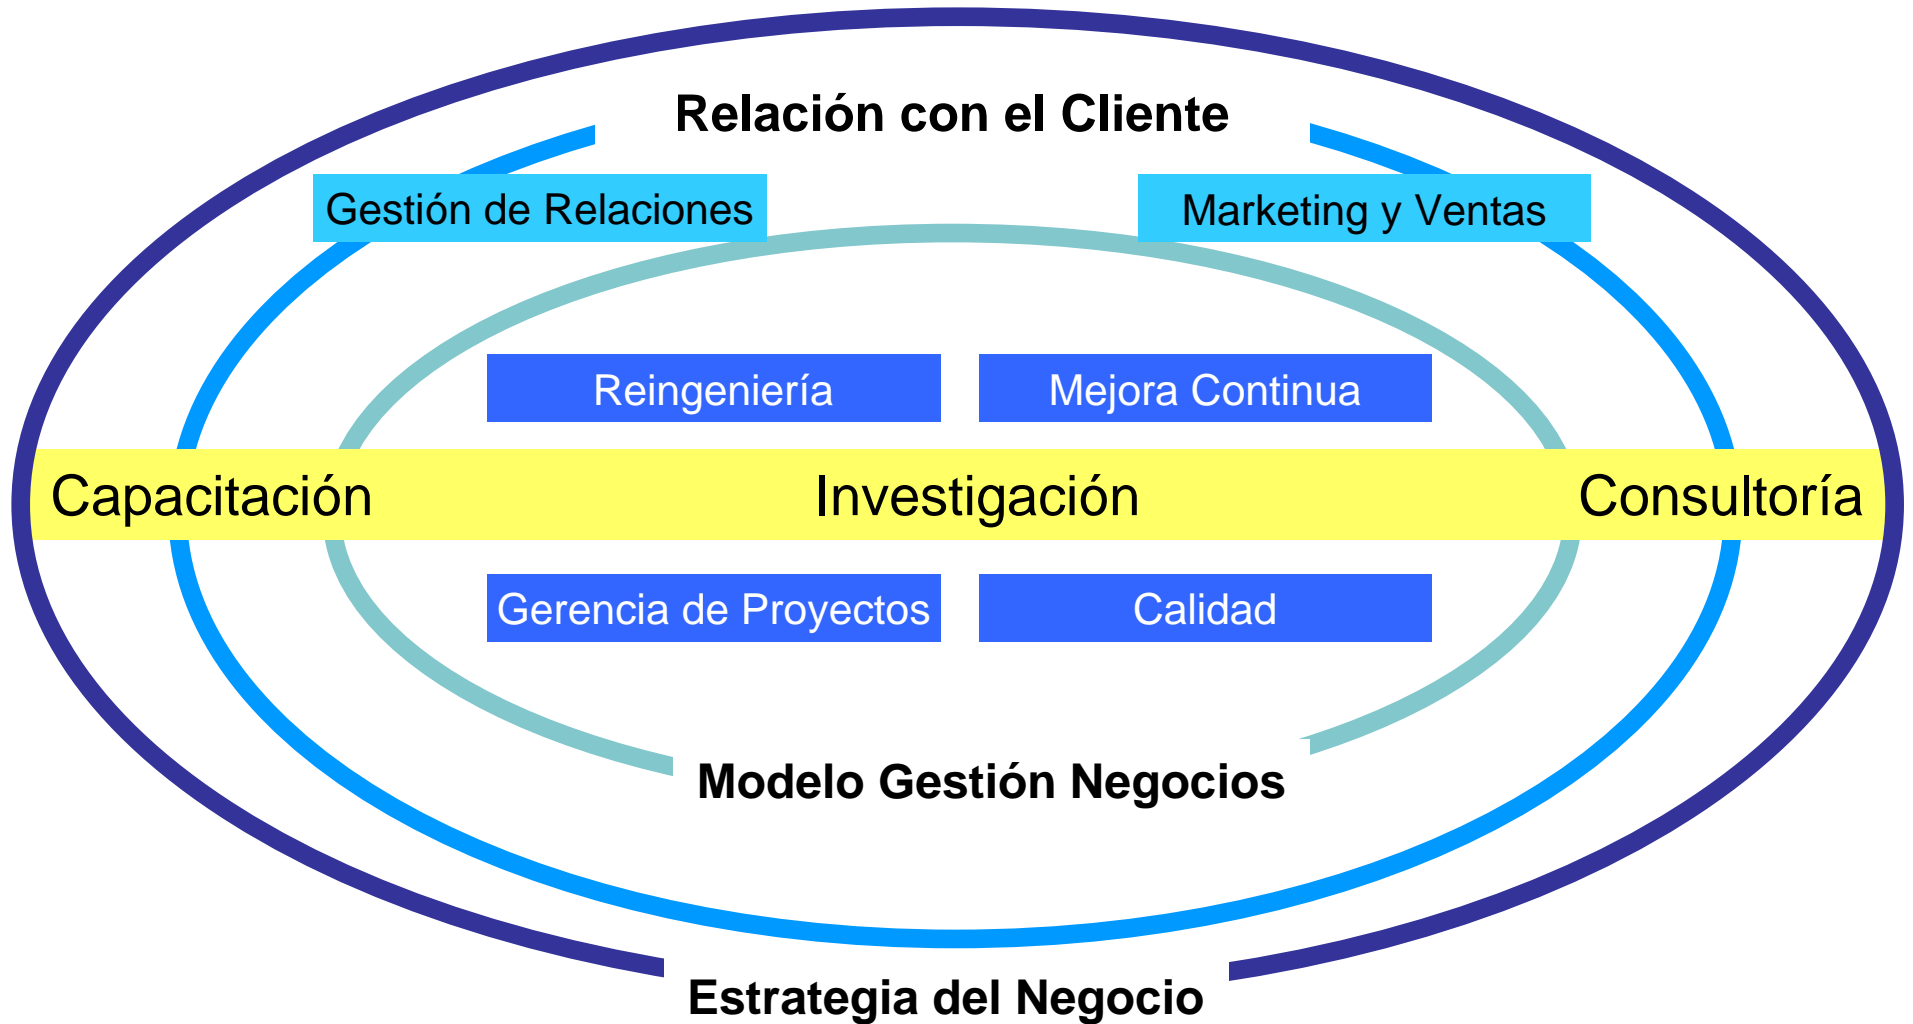 Relación con el Cliente
Gestión de Relaciones
Marketing y Ventas
Reingeniería
Mejora Continua
Capacitación
Investigación
Consultoría
Gerencia de Proyectos
Calidad
Modelo Gestión Negocios
Estrategia del Negocio